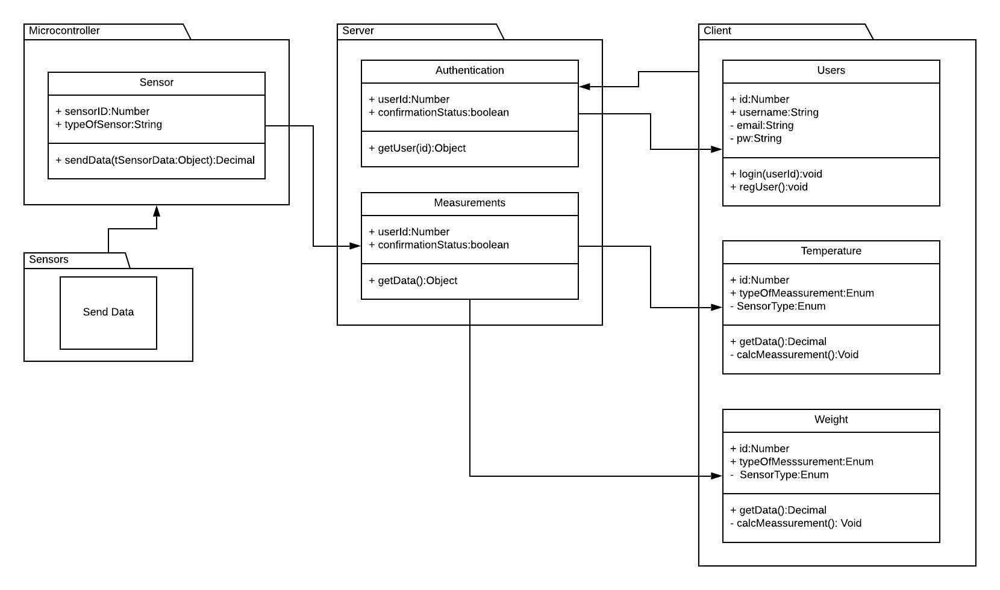 Microcontroller
Sensor
+ sensorID:Number
+ typeOfSensor:String
+ sendData(tSensorData:Object):Decimal
Sensors
Send Data
Server
Authentication
+ userId:Number
+ confirmationStatus:boolean
+ getUser(id):Object
Measurements
+ userId:Number
+ confirmationStatus:boolean
+ getData():Object
Client
Users
+ id:Number
+ username:String
- email:String
- pw:String
+ login(userId):void
+ regUser():void
Temperature
+ id:Number
+ typeOfMeassurement:Enum
- SensorType:Enum
+ getData():Decimal
- calcMeassurement():Void
Weight
+ id:Number
+ typeOfMesssurement:Enum
- SensorType:Enum
+ getData():Decimal
- calcMeassurement(): Void